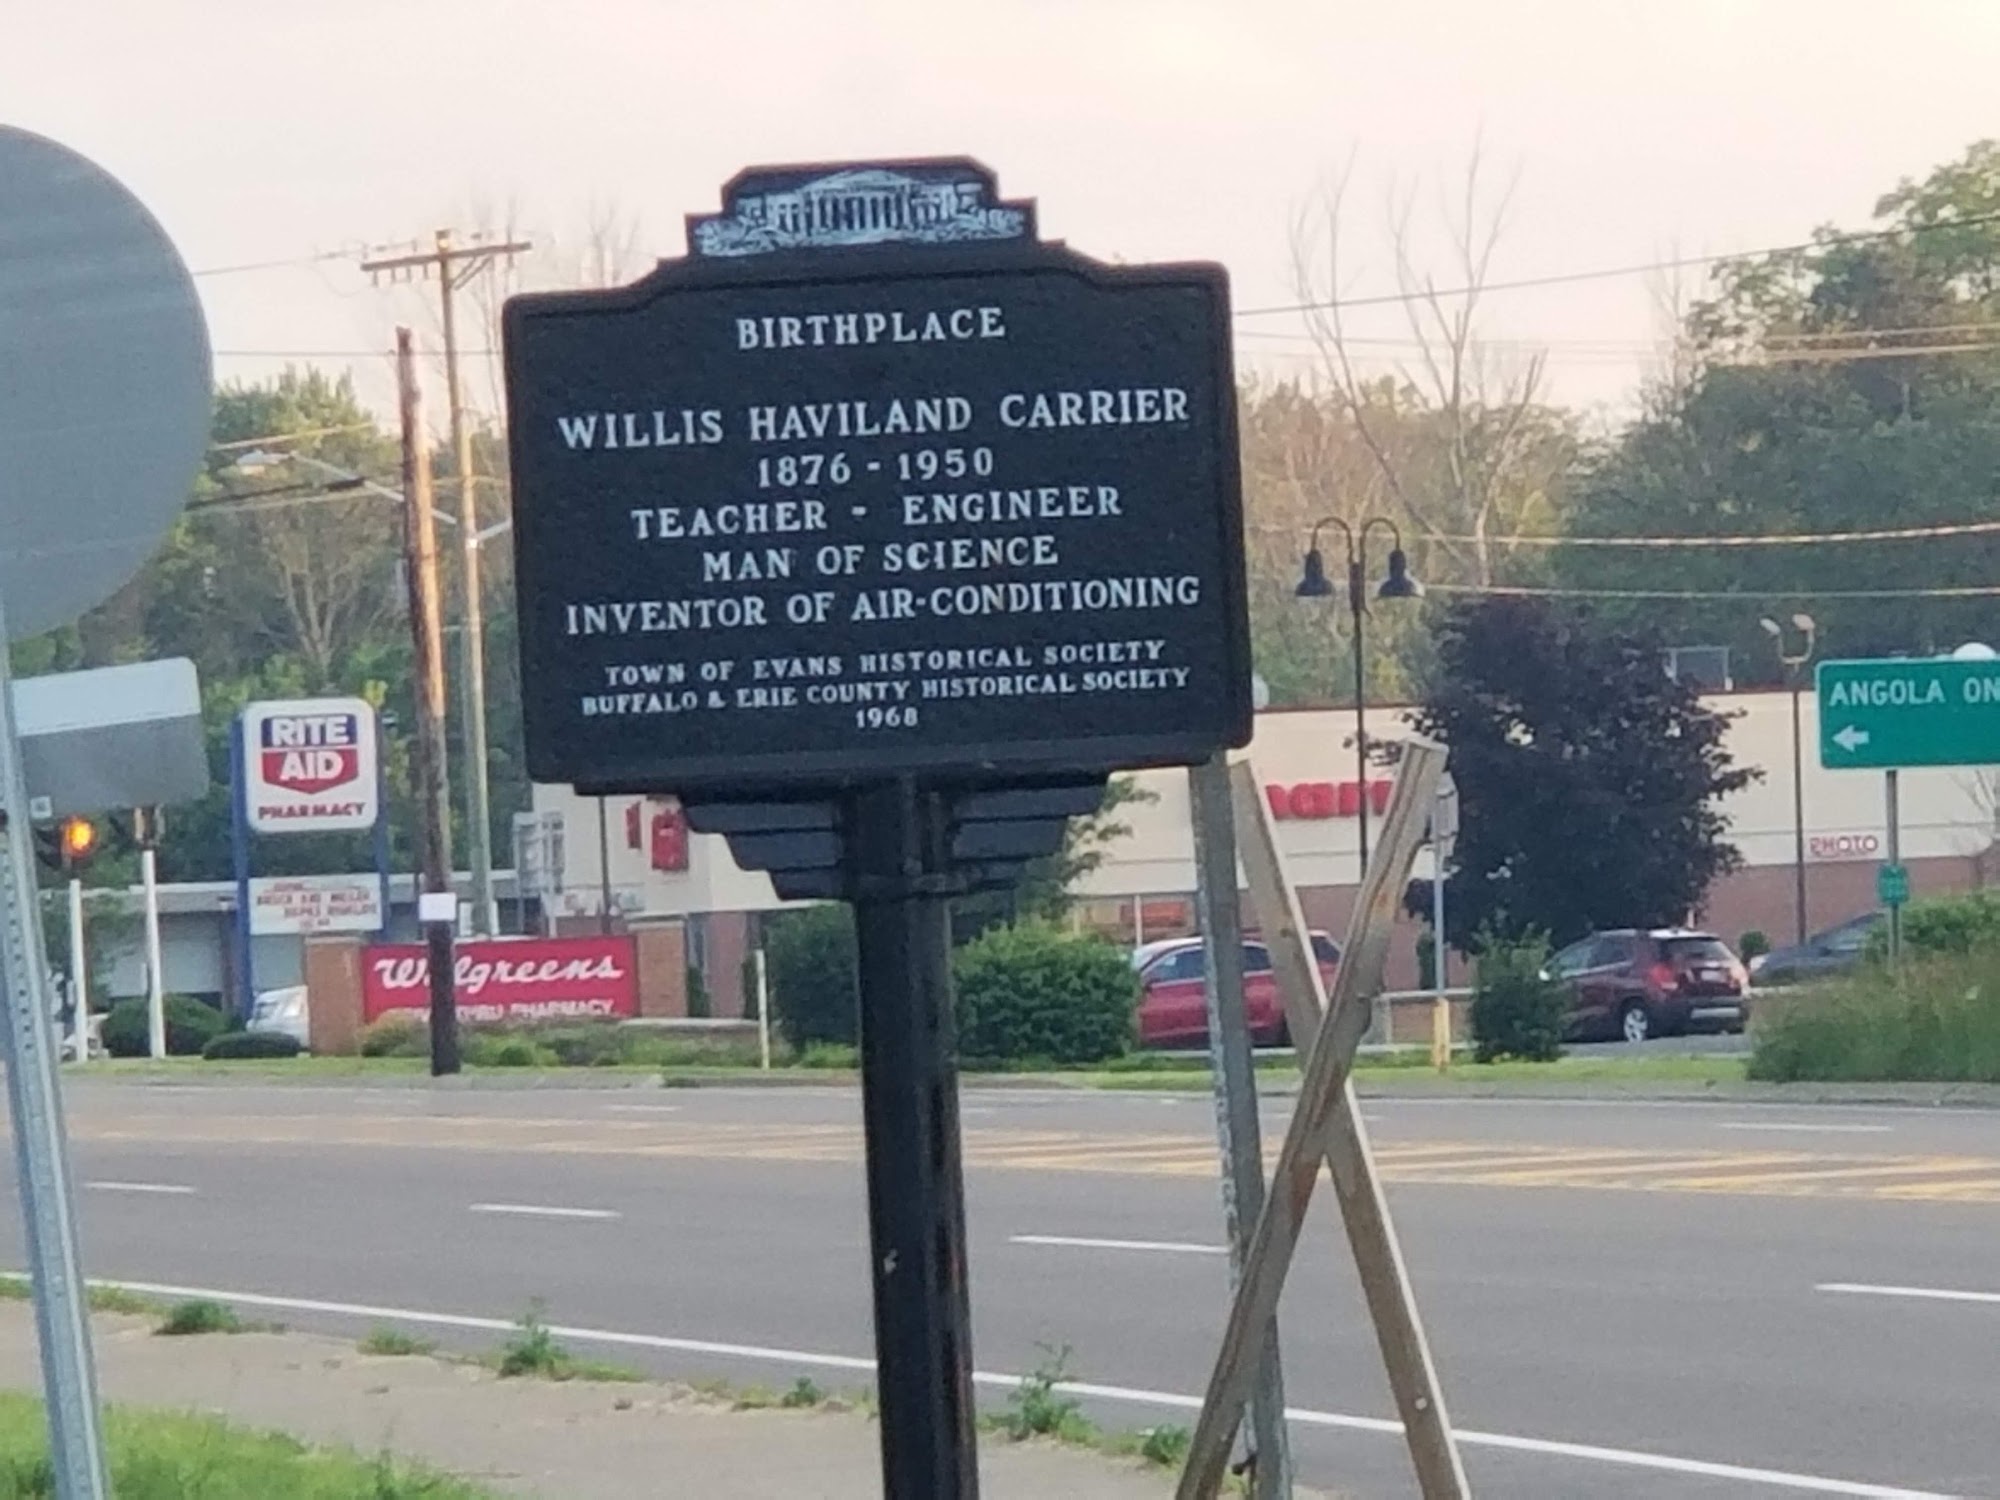 BIRTHPLACE
WILLIS HAVILAND CARRIER
1876 - 1950
TEACHER - ENGINEER
MAN OF SCIENCE
INVENTOR OF AIR-CONDITIONING
TOWN OF EVANS HISTORICAL SOCIETY
BUFFALO & ERIE COUNTY HISTORICAL SOCIETY
1968
RITE
AID
PHARMACY
Walgreens
PHARMACY
ANGOLA ON
PHOTO